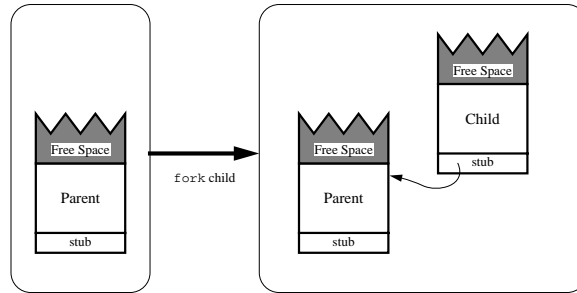 Free Space
Parent
stub
fork child
Free Space
Parent
stub
Free Space
Child
stub